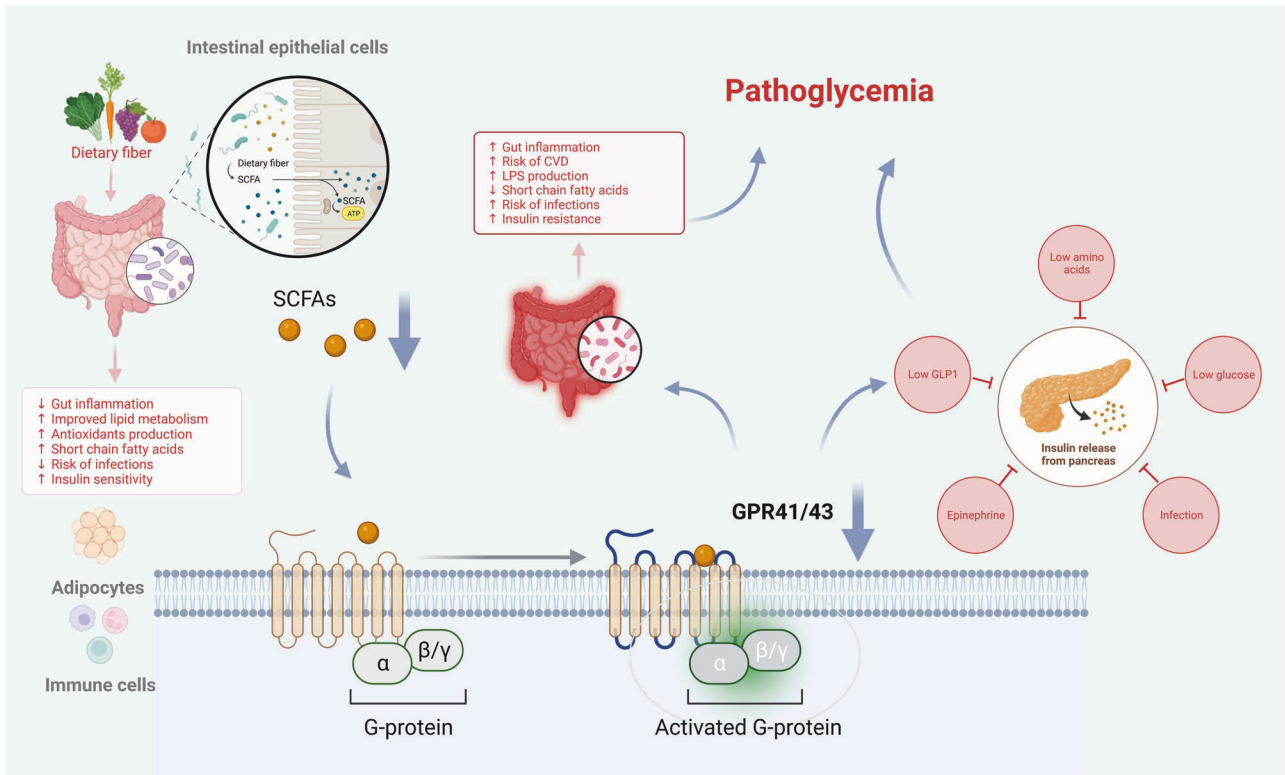 Intestinal epithelial cells
Dietary fiber
Dietary fiber
SCFA
SCFA
ATP
Pathoglycemia
↑ Gut inflammation
↑ Risk of CVD
↑ LPS production
↓ Short chain fatty acids
↑ Risk of infections
↑ Insulin resistance
SCFAs
↓ Gut inflammation
↑ Improved lipid metabolism
↑ Antioxidants production
↑ Short chain fatty acids
↓ Risk of infections
↑ Insulin sensitivity
Low amino
acids
Low GLP1
Low glucose
Insulin release
from pancreas
Epinephrine
Infection
GPR41/43
Adipocytes
Immune cells
α
β/γ
G-protein
α
β/γ
Activated G-protein